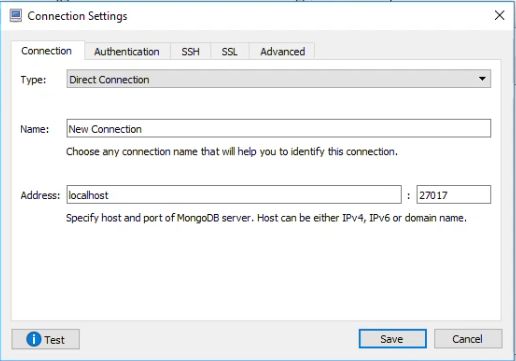 Connection Settings
Connection Authentication SSH SSL Advanced
Type: Direct Connection
Name: New Connection
Choose any connection name that will help you to identify this connection.
Address: localhost : 27017
Specify host and port of MongoDB server. Host can be either IPv4, IPv6 or domain name.
Test Save Cancel